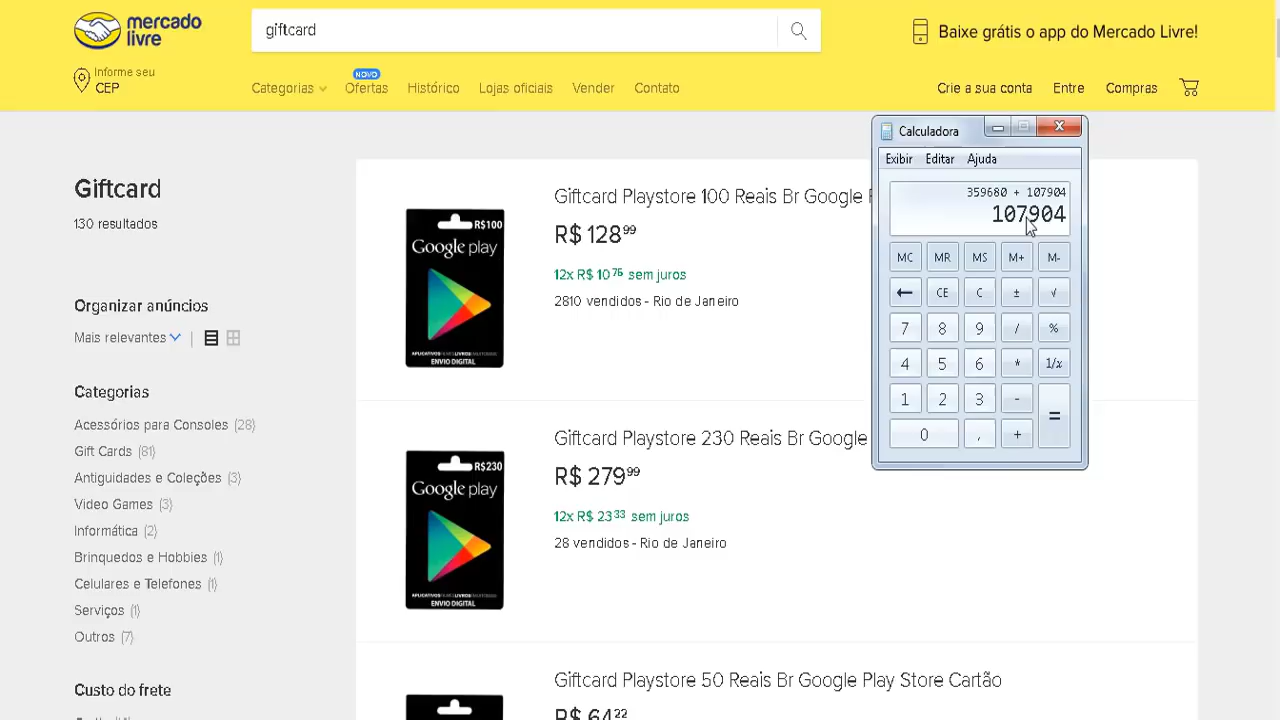 mercado
livre
giftcard
Baixe grátis o app do Mercado Livre!
Informe seu
CEP
NOVO
Categorias
Ofertas
Histórico
Lojas oficiais
Vender
Contato
Crie a sua conta
Entre
Compras
Giftcard
130 resultados
Organizar anúncios
Mais relevantes
Categorias
Acessórios para Consoles (28)
Gift Cards (81)
Antiguidades e Coleções (3)
Video Games (3)
Informática (2)
Brinquedos e Hobbies (1)
Celulares e Telefones (1)
Serviços (1)
Outros (7)
Custo do frete
R$100
Google play
APLICATIVOS
ENVIO DIGITAL
Giftcard Playstore 100 Reais Br Google
R$ 128 99
12x R$ 10 75 sem juros
2810 vendidos - Rio de Janeiro
R$230
Google play
APLICATIVOS
ENVIO DIGITAL
Giftcard Playstore 230 Reais Br Google
R$ 279 99
12x R$ 23 33 sem juros
28 vendidos - Rio de Janeiro
Giftcard Playstore 50 Reais Br Google Play Store Cartão
R$ 64 22
Calculadora
Exibir Editar Ajuda
359680 + 107904
107904
MC MR MS M+ M-
← CE C ± √
7 8 9 / %
4 5 6 * 1/x
1 2 3 - =
0 , +